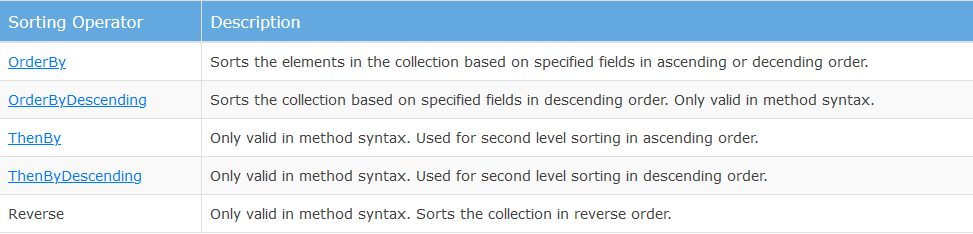 Sorting Operator Description
OrderBy Sorts the elements in the collection based on specified fields in ascending or decending order.
OrderByDescending Sorts the collection based on specified fields in descending order. Only valid in method syntax.
ThenBy Only valid in method syntax. Used for second level sorting in ascending order.
ThenByDescending Only valid in method syntax. Used for second level sorting in descending order.
Reverse Only valid in method syntax. Sorts the collection in reverse order.